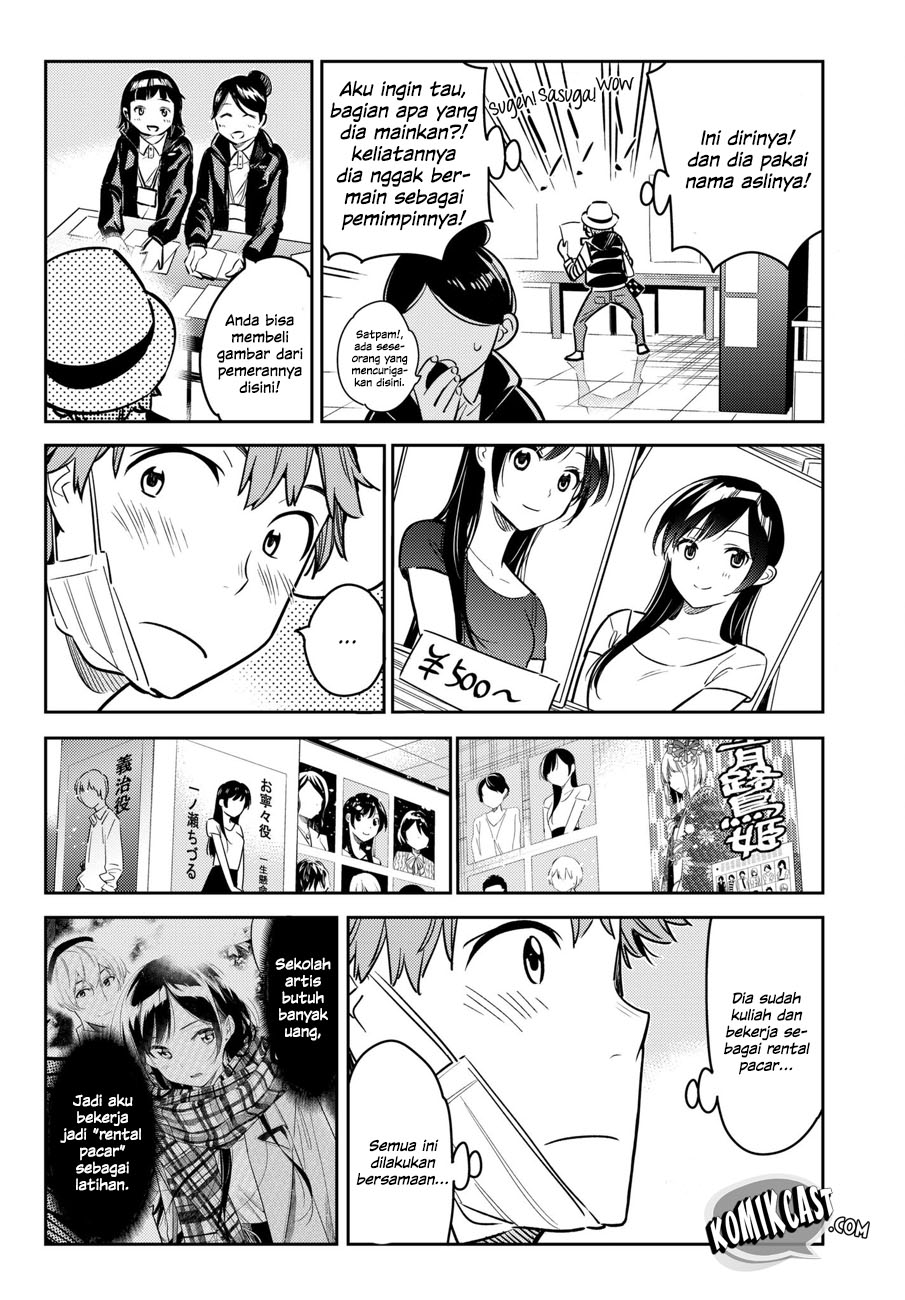 Ini dirinya!
dan dia pakai
nama aslinya!
Sugeh! Sasuga! Wow
Aku ingin tau,
bagian apa yang
dia mainkan?!
keliatannya
dia nggak ber-
main sebagai
pemimpinnya!
Satpam!,
ada sese-
orang yang
mencuriga-
kan disini.
Anda bisa
membeli
gambar dari
pemerannya
disini!
¥500~
...
青鷺姫
お寧々役
一ノ瀬ちづる
義治役
Dia sudah
kuliah dan
bekerja se-
bagai rental
pacar...
Semua ini
dilakukan
bersamaan...
Sekolah
artis
butuh
banyak
uang,
Jadi aku
bekerja
jadi "rental
pacar"
sebagai
latihan.
KOMIKCAST
.COM